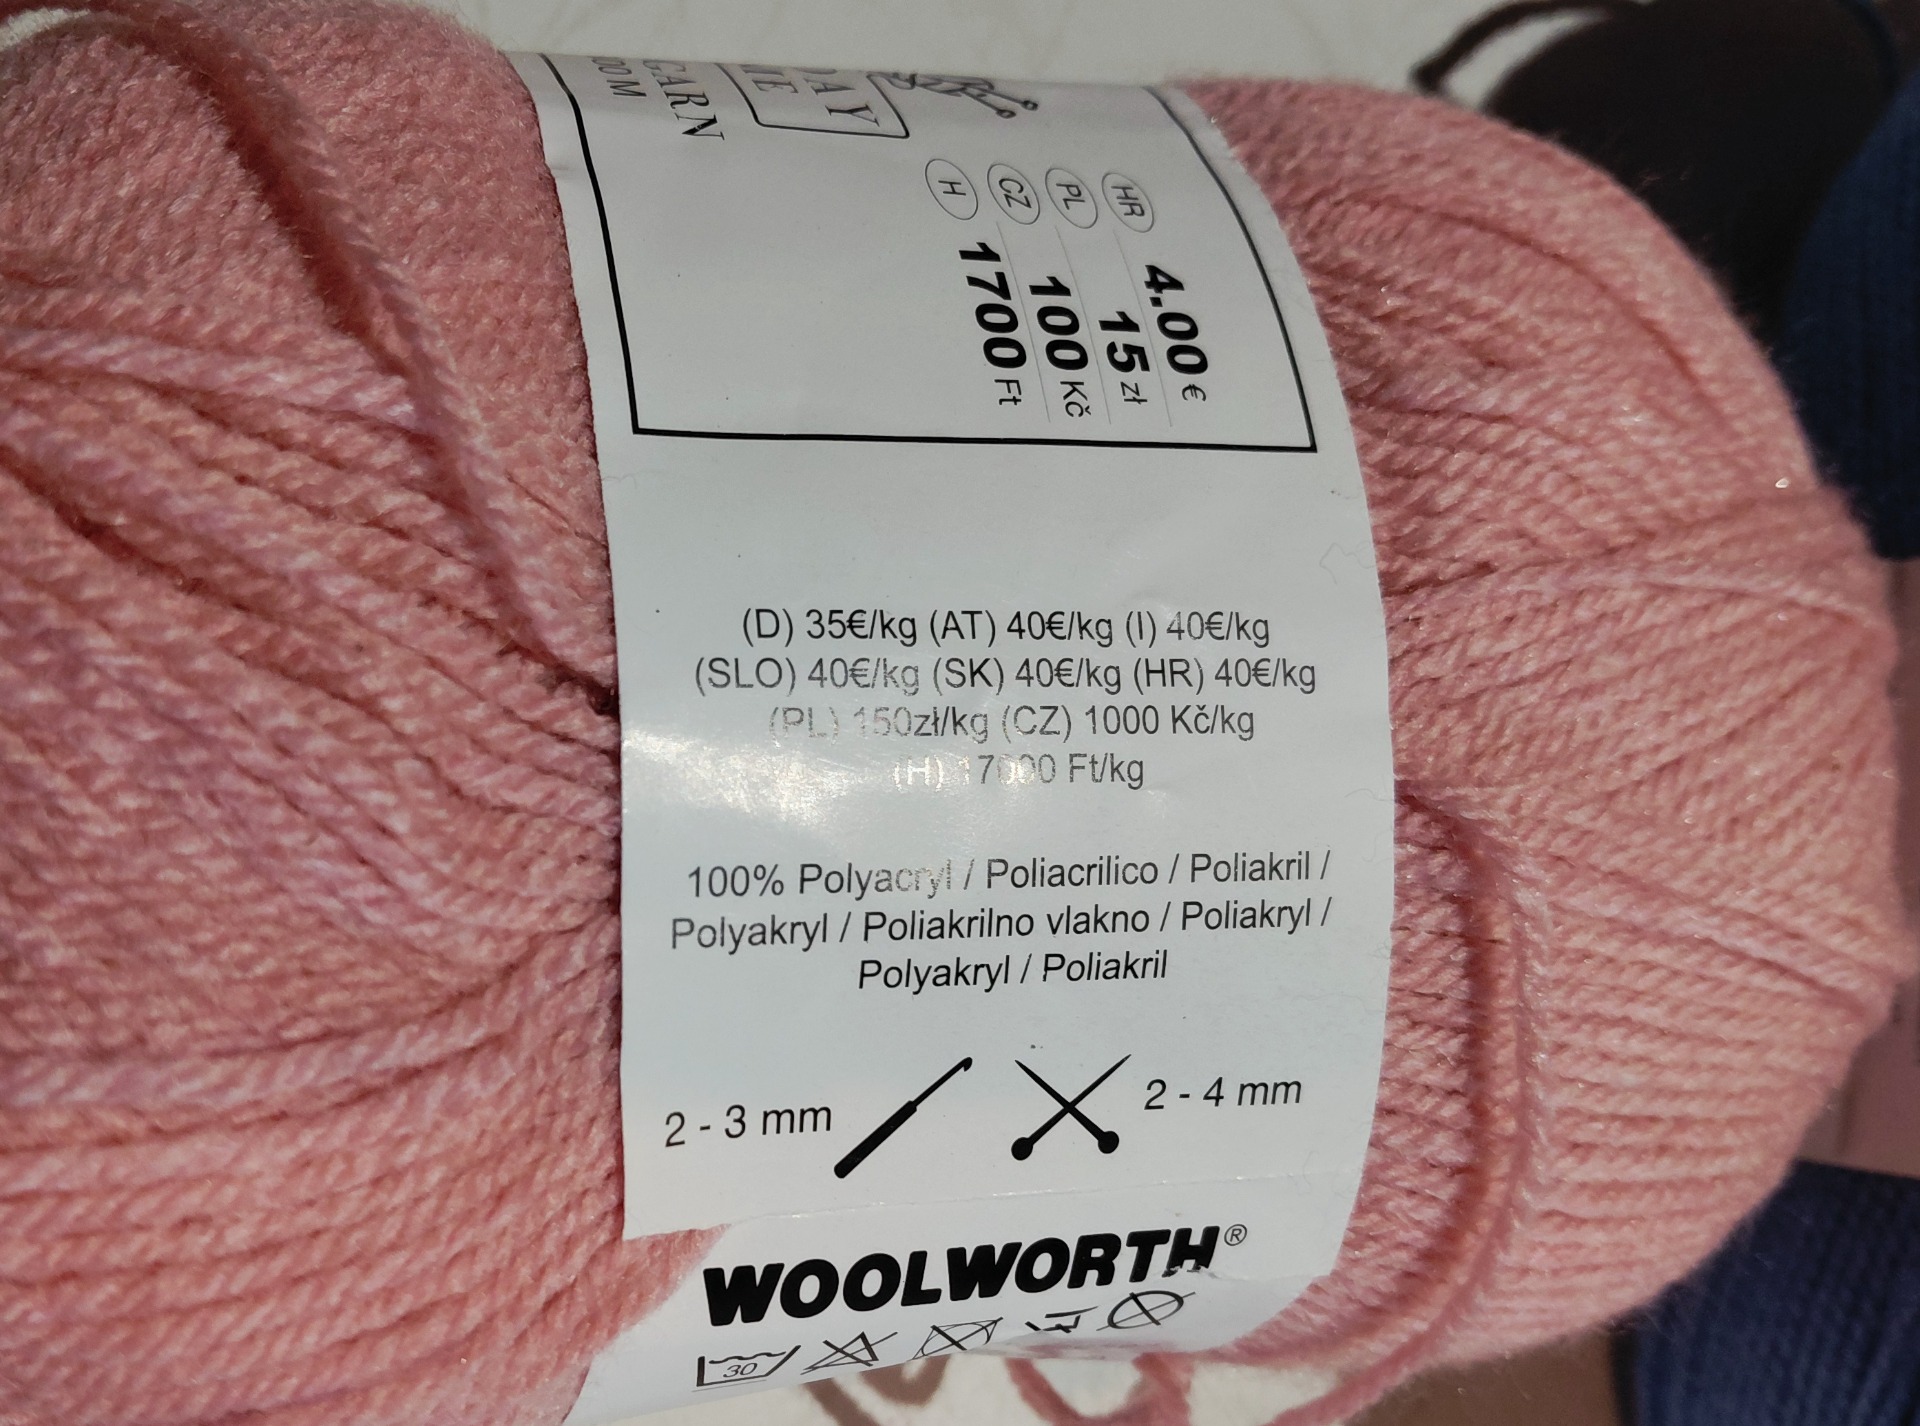 GARN
00 M
HR 4.00 €
PL 15 zł
CZ 100 Kč
H 1700 Ft
(D) 35€/kg (AT) 40€/kg (I) 40€/kg
(SLO) 40€/kg (SK) 40€/kg (HR) 40€/kg
(PL) 150zł/kg (CZ) 1000 Kč/kg
(H) 17000 Ft/kg
100% Polyacryl / Poliacrilico / Poliakril /
Polyakryl / Poliakrilno vlakno / Poliakryl /
Polyakryl / Poliakril
2 - 3 mm 2 - 4 mm
WOOLWORTH®
30